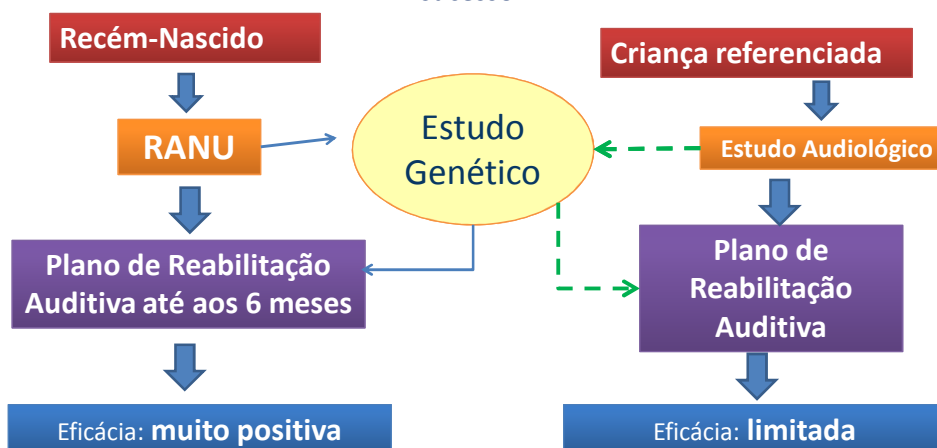 Recém-Nascido
Criança referenciada
RANU
Estudo
Genético
Estudo Audiológico
Plano de Reabilitação
Auditiva até aos 6 meses
Plano de
Reabilitação
Auditiva
Eficácia: muito positiva
Eficácia: limitada